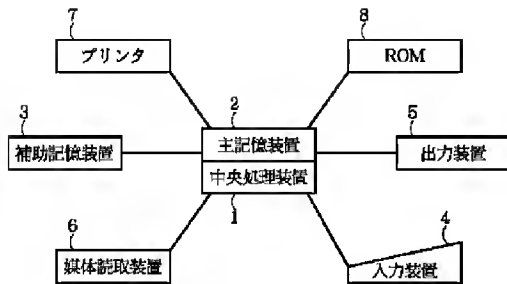 7
プリンタ
8
ROM
3
補助記憶装置
2
主記憶装置
中央処理装置
1
5
出力装置
6
媒体読取装置
4
入力装置